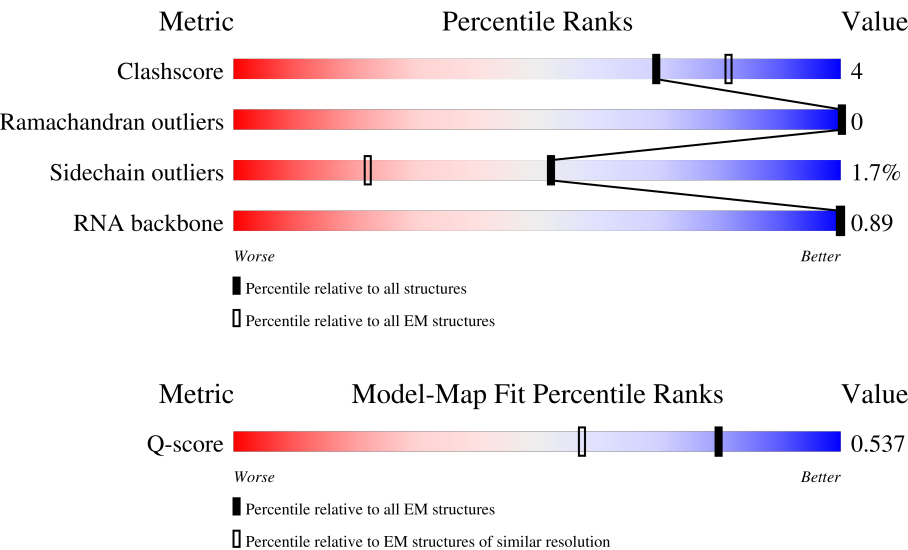 Metric Percentile Ranks Value
Clashscore 4
Ramachandran outliers 0
Sidechain outliers 1.7%
RNA backbone 0.89
Worse Better
Percentile relative to all structures
Percentile relative to all EM structures
Metric Model-Map Fit Percentile Ranks Value
Q-score 0.537
Worse Better
Percentile relative to all EM structures
Percentile relative to EM structures of similar resolution